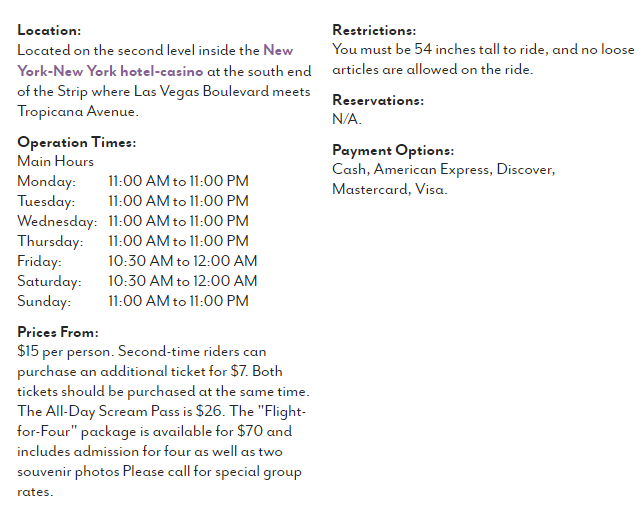 Location:
Located on the second level inside the New
York-New York hotel-casino at the south end
of the Strip where Las Vegas Boulevard meets
Tropicana Avenue.
Operation Times:
Main Hours
Monday: 11:00 AM to 11:00 PM
Tuesday: 11:00 AM to 11:00 PM
Wednesday: 11:00 AM to 11:00 PM
Thursday: 11:00 AM to 11:00 PM
Friday: 10:30 AM to 12:00 AM
Saturday: 10:30 AM to 12:00 AM
Sunday: 11:00 AM to 11:00 PM
Prices From:
$15 per person. Second-time riders can
purchase an additional ticket for $7. Both
tickets should be purchased at the same time.
The All-Day Scream Pass is $26. The "Flight-
for-Four" package is available for $70 and
includes admission for four as well as two
souvenir photos Please call for special group
rates.
Restrictions:
You must be 54 inches tall to ride, and no loose
articles are allowed on the ride.
Reservations:
N/A.
Payment Options:
Cash, American Express, Discover,
Mastercard, Visa.